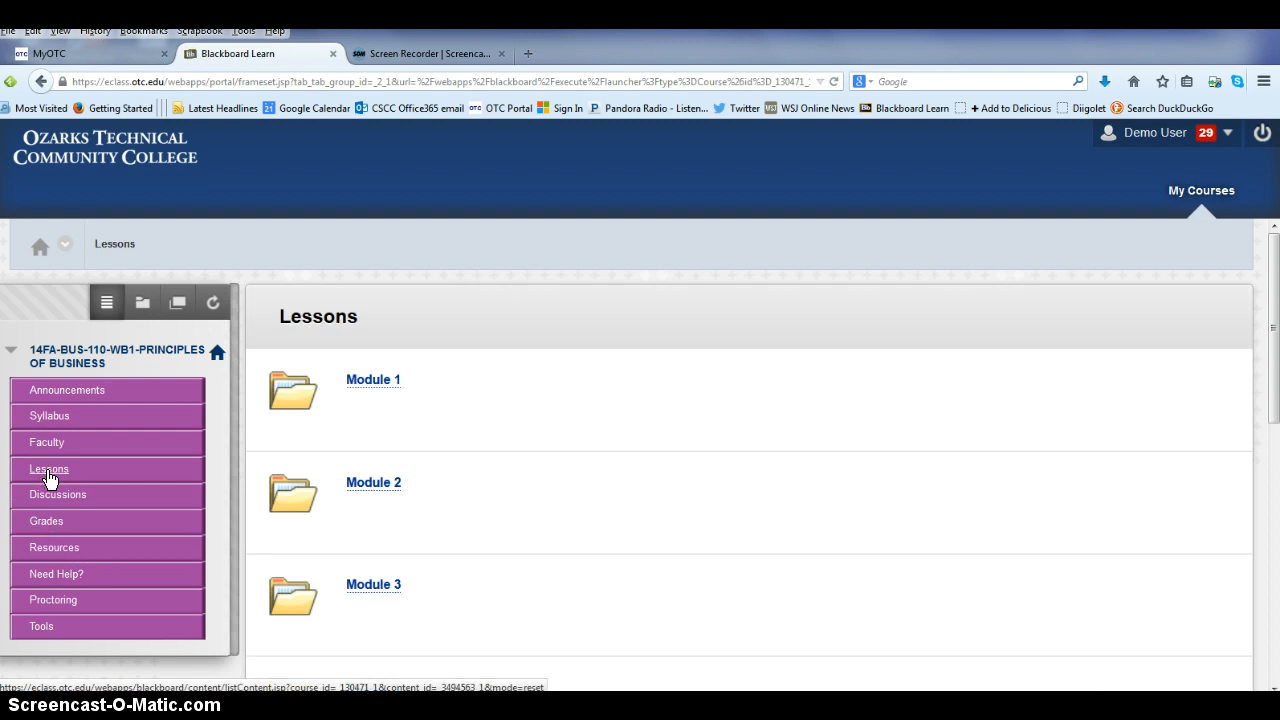 File Edit View History Bookmarks ScrapBook Tools Help
MyOTC × Blackboard Learn × Screen Recorder | Screenca... × +
https://eclass.otc.edu/webapps/portal/frameset.jsp?tab_tab_group_id=_2_1&url=%2Fwebapps%2Fblackboard%2Fexecute%2Flauncher%3Ftype%3DCourse%26id%3D_130471_1 Google
Most Visited Getting Started Latest Headlines Google Calendar CSCC Office365 email OTC Portal Sign In Pandora Radio - Listen... Twitter WSJ Online News Blackboard Learn + Add to Delicious Diigolet Search DuckDuckGo
OZARKS TECHNICAL
COMMUNITY COLLEGE
Demo User 29
My Courses
Lessons
14FA-BUS-110-WB1-PRINCIPLES
OF BUSINESS
Announcements
Syllabus
Faculty
Lessons
Discussions
Grades
Resources
Need Help?
Proctoring
Tools
Lessons
Module 1
Module 2
Module 3
https://eclass.otc.edu/webapps/blackboard/content/listContent.jsp?course_id=_130471_1&content_id=_3494563_1&mode=reset
Screencast-O-Matic.com